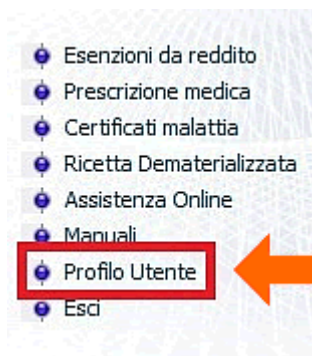 Esenzioni da reddito
Prescrizione medica
Certificati malattia
Ricetta Dematerializzata
Assistenza Online
Manuali
Profilo Utente
Esci